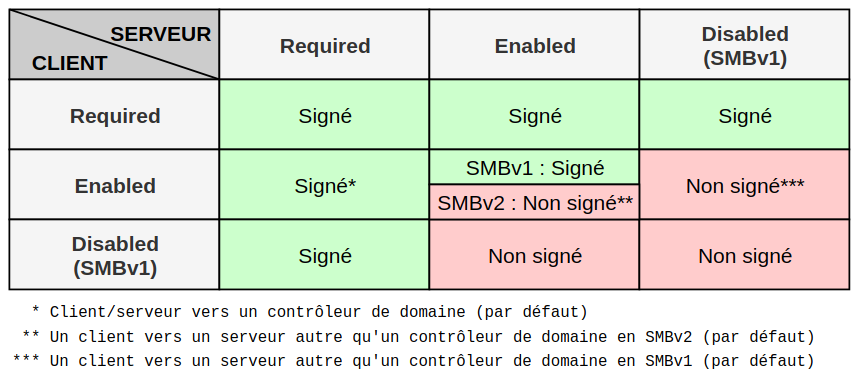 SERVEUR
CLIENT
Required
Enabled
Disabled
(SMBv1)
Required
Signé
Signé
Signé
Enabled
Signé*
SMBv1 : Signé
SMBv2 : Non signé**
Non signé***
Disabled
(SMBv1)
Signé
Non signé
Non signé
* Client/serveur vers un contrôleur de domaine (par défaut)
** Un client vers un serveur autre qu'un contrôleur de domaine en SMBv2 (par défaut)
*** Un client vers un serveur autre qu'un contrôleur de domaine en SMBv1 (par défaut)